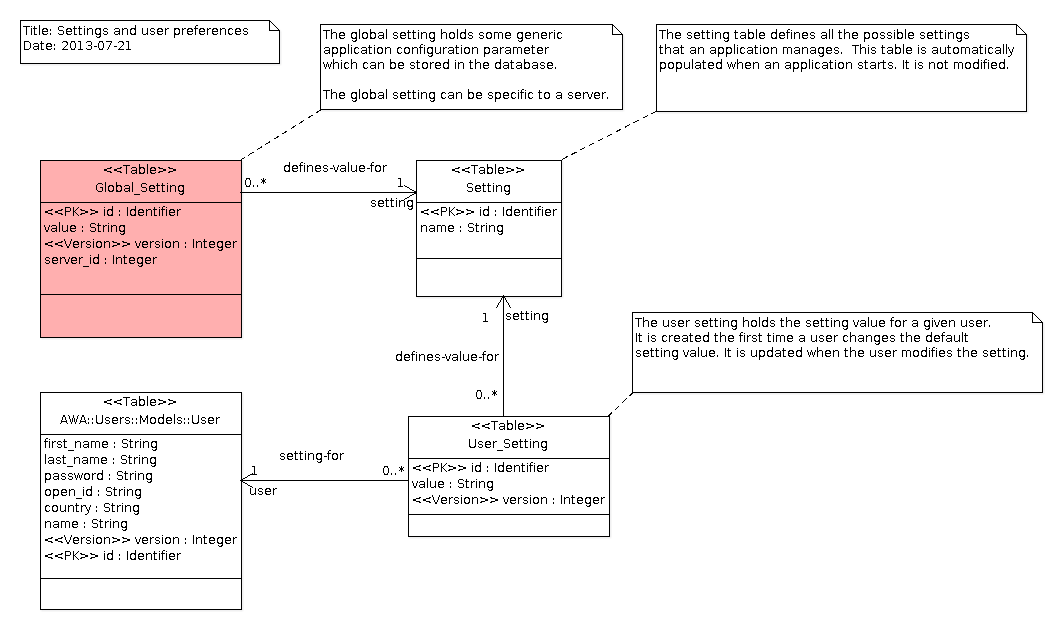 Title: Settings and user preferences
Date: 2013-07-21
The global setting holds some generic
application configuration parameter
which can be stored in the database.
The global setting can be specific to a server.
The setting table defines all the possible settings
that an application manages.  This table is automatically
populated when an application starts. It is not modified.
<<Table>>
Global_Setting
<<PK>> id : Identifier
value : String
<<Version>> version : Integer
server_id : Integer
defines-value-for
0..*
1
setting
<<Table>>
Setting
<<PK>> id : Identifier
name : String
1
setting
defines-value-for
0..*
The user setting holds the setting value for a given user.
It is created the first time a user changes the default
setting value. It is updated when the user modifies the setting.
<<Table>>
AWA::Users::Models::User
first_name : String
last_name : String
password : String
open_id : String
country : String
name : String
<<Version>> version : Integer
<<PK>> id : Identifier
setting-for
1
0..*
user
<<Table>>
User_Setting
<<PK>> id : Identifier
value : String
<<Version>> version : Integer